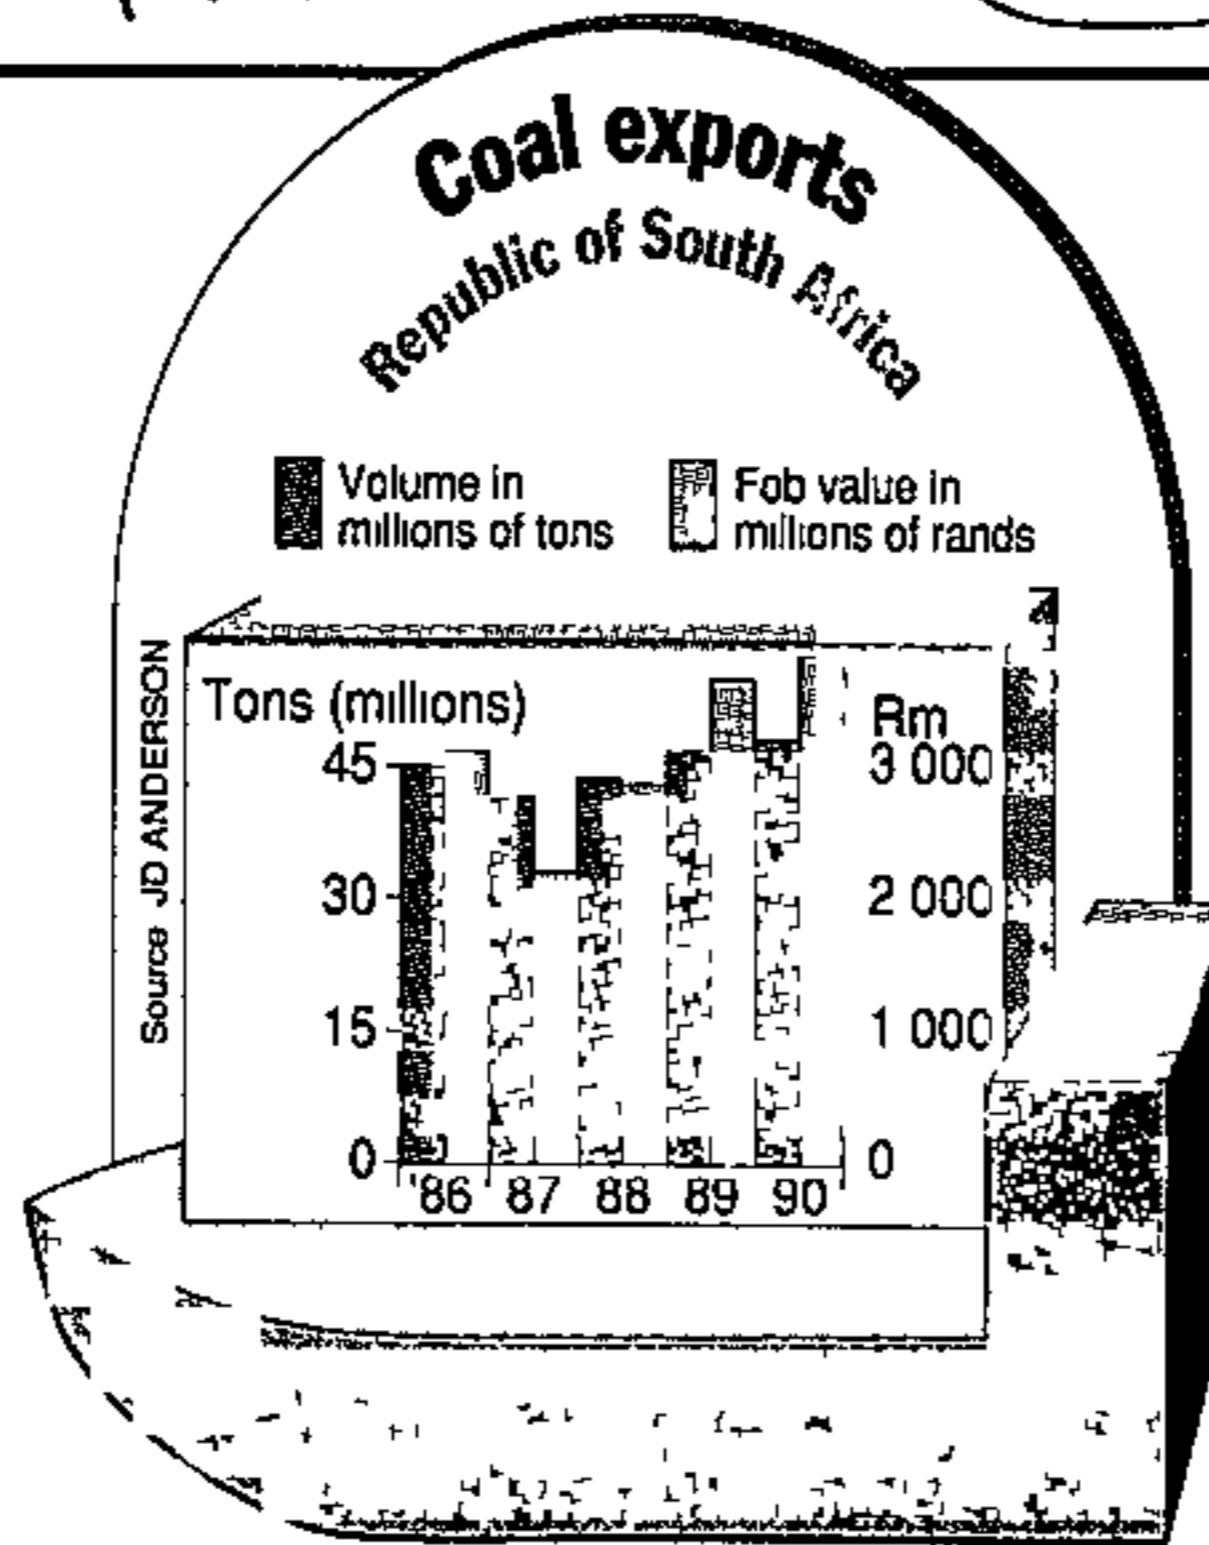 Coal exports
Republic of South Africa
Volume in
millions of tons
Fob value in
millions of rands
Source JD ANDERSON
Tons (millions)
Rm
45
3 000
30
2 000
15
1 000
0
0
'86 87 88 89 90